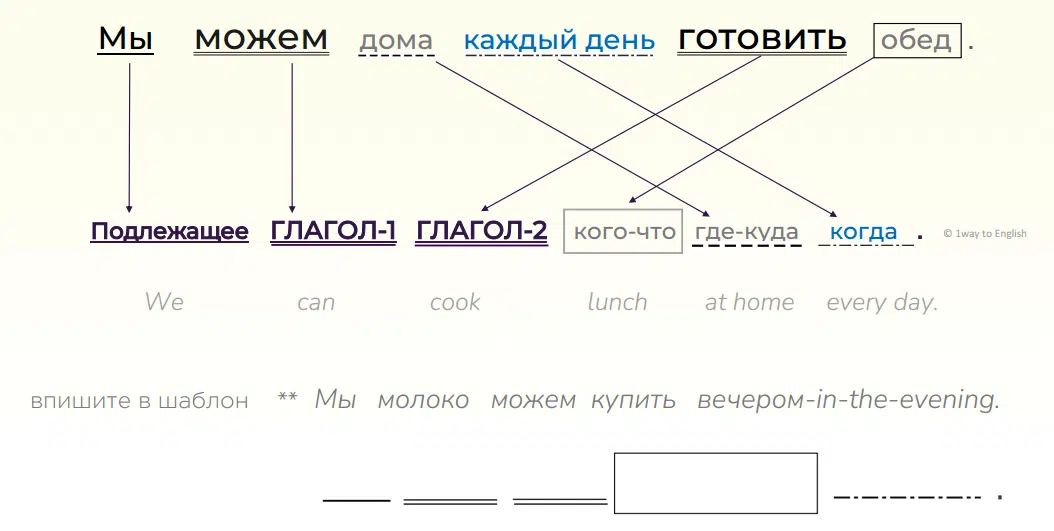 Мы можем дома каждый день готовить обед .
Подлежащее ГЛАГОЛ-1 ГЛАГОЛ-2 кого-что где-куда когда .
© 1way to English
We can cook lunch at home every day.
впишите в шаблон ** Мы молоко можем купить вечером-in-the-evening.
.